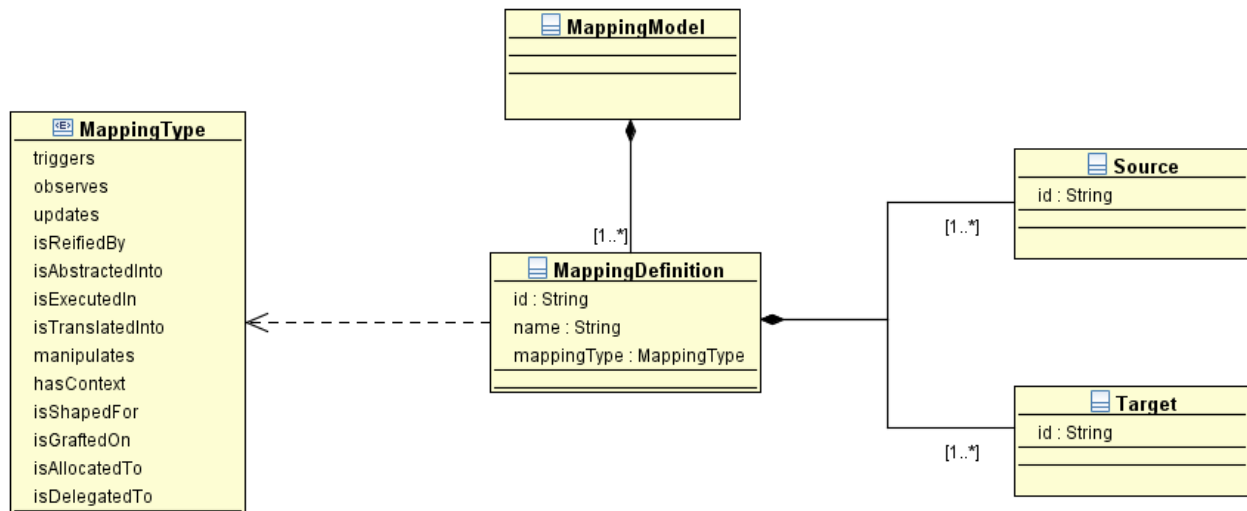 MappingModel
<E> MappingType
triggers
observes
updates
isReifiedBy
isAbstractedInto
isExecutedIn
isTranslatedInto
manipulates
hasContext
isShapedFor
isGraftedOn
isAllocatedTo
isDelegatedTo
[1..*]
MappingDefinition
id : String
name : String
mappingType : MappingType
Source
id : String
[1..*]
Target
id : String
[1..*]